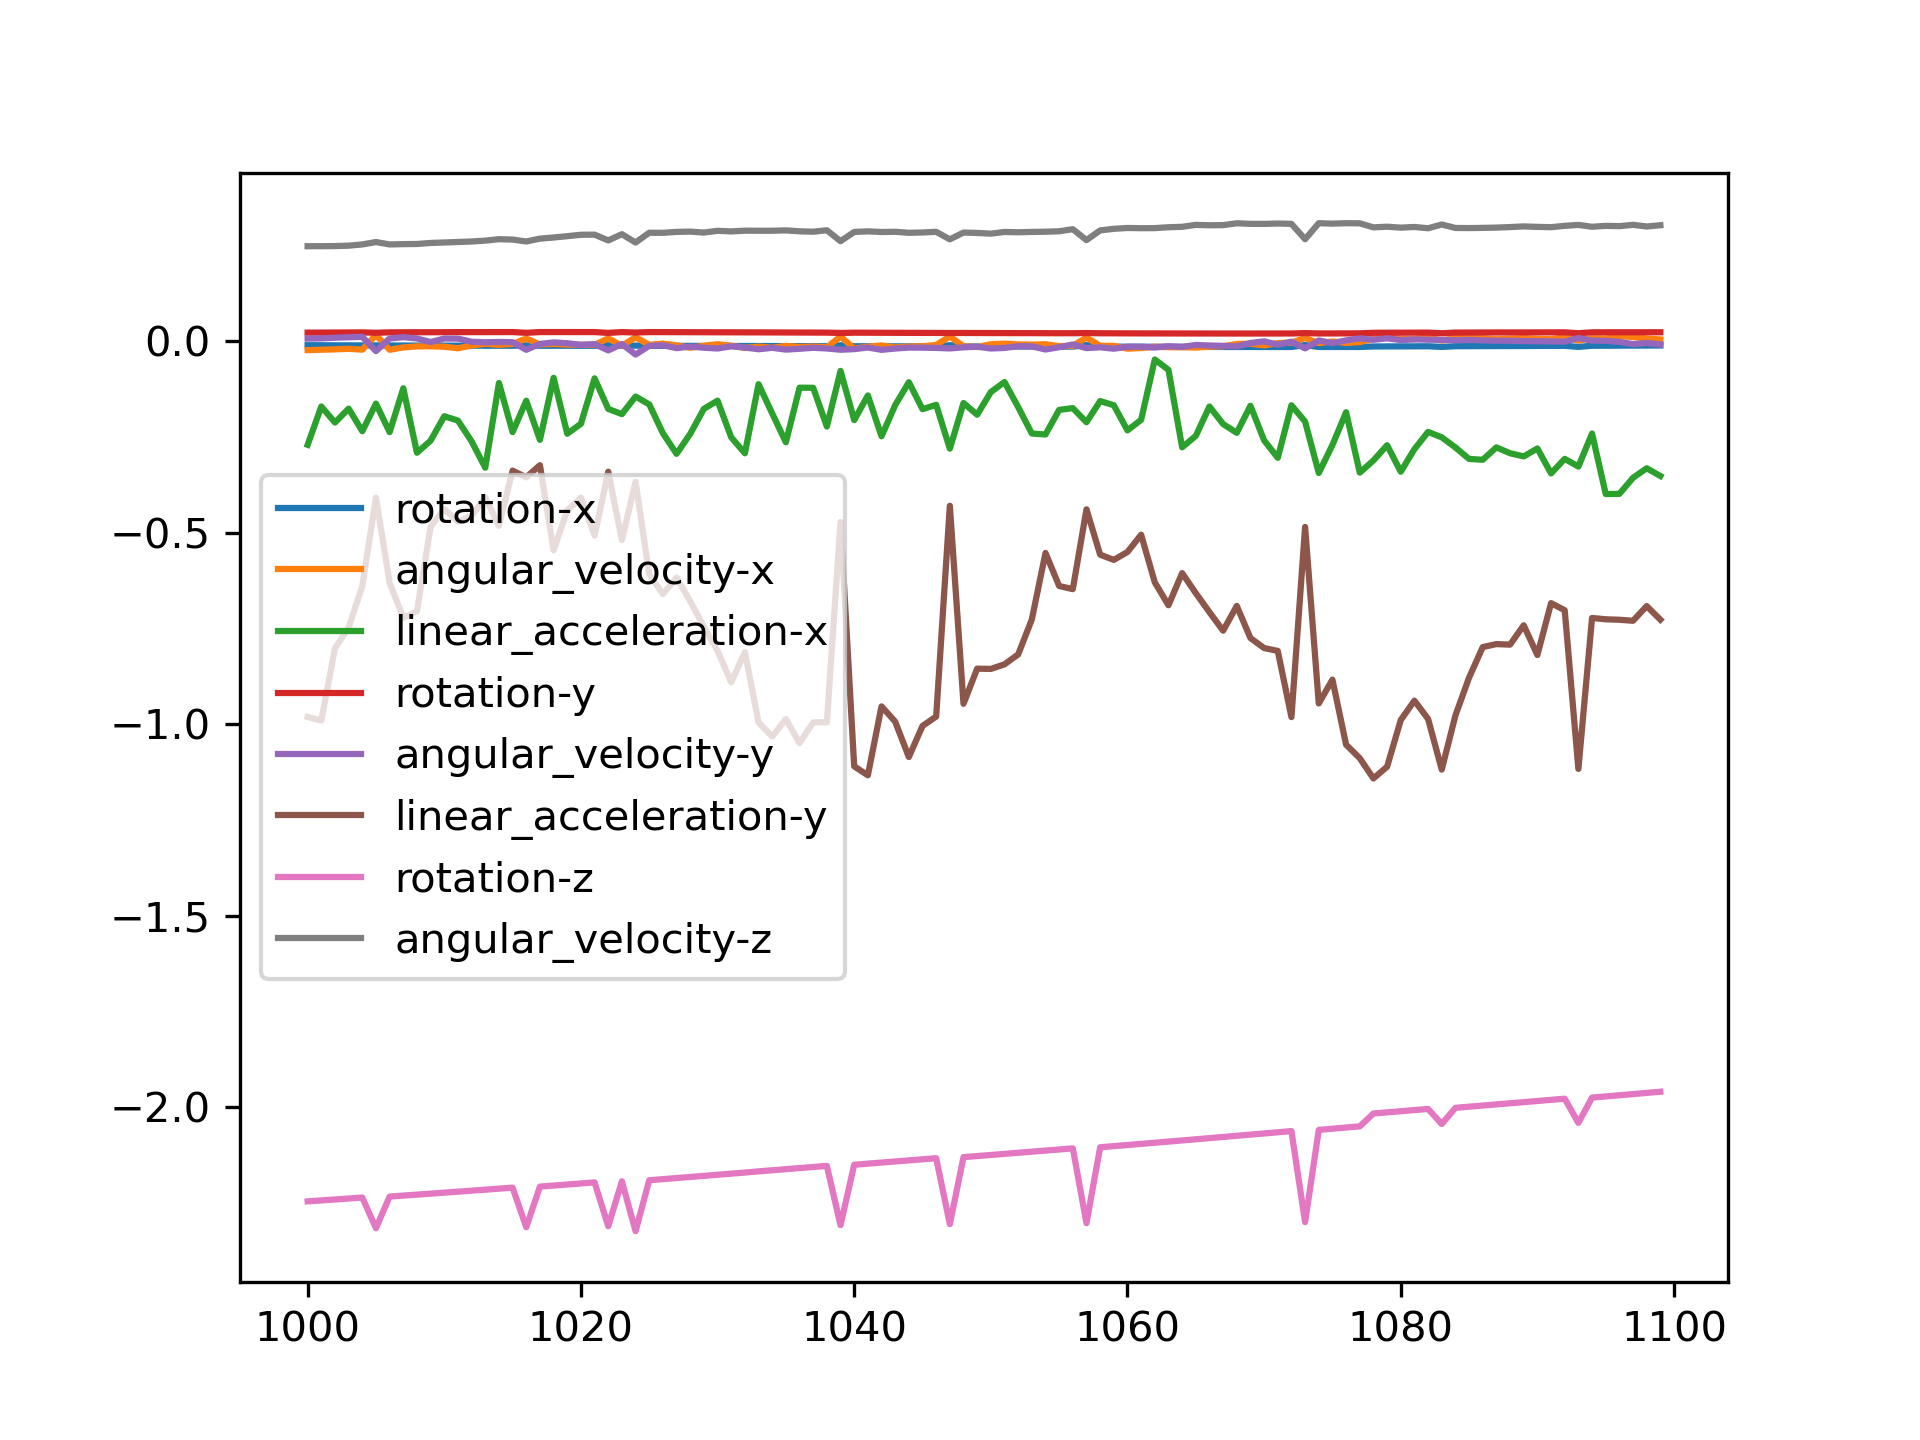 0.0
−0.5
−1.0
−1.5
−2.0
rotation-x
angular_velocity-x
linear_acceleration-x
rotation-y
angular_velocity-y
linear_acceleration-y
rotation-z
angular_velocity-z
1000 1020 1040 1060 1080 1100